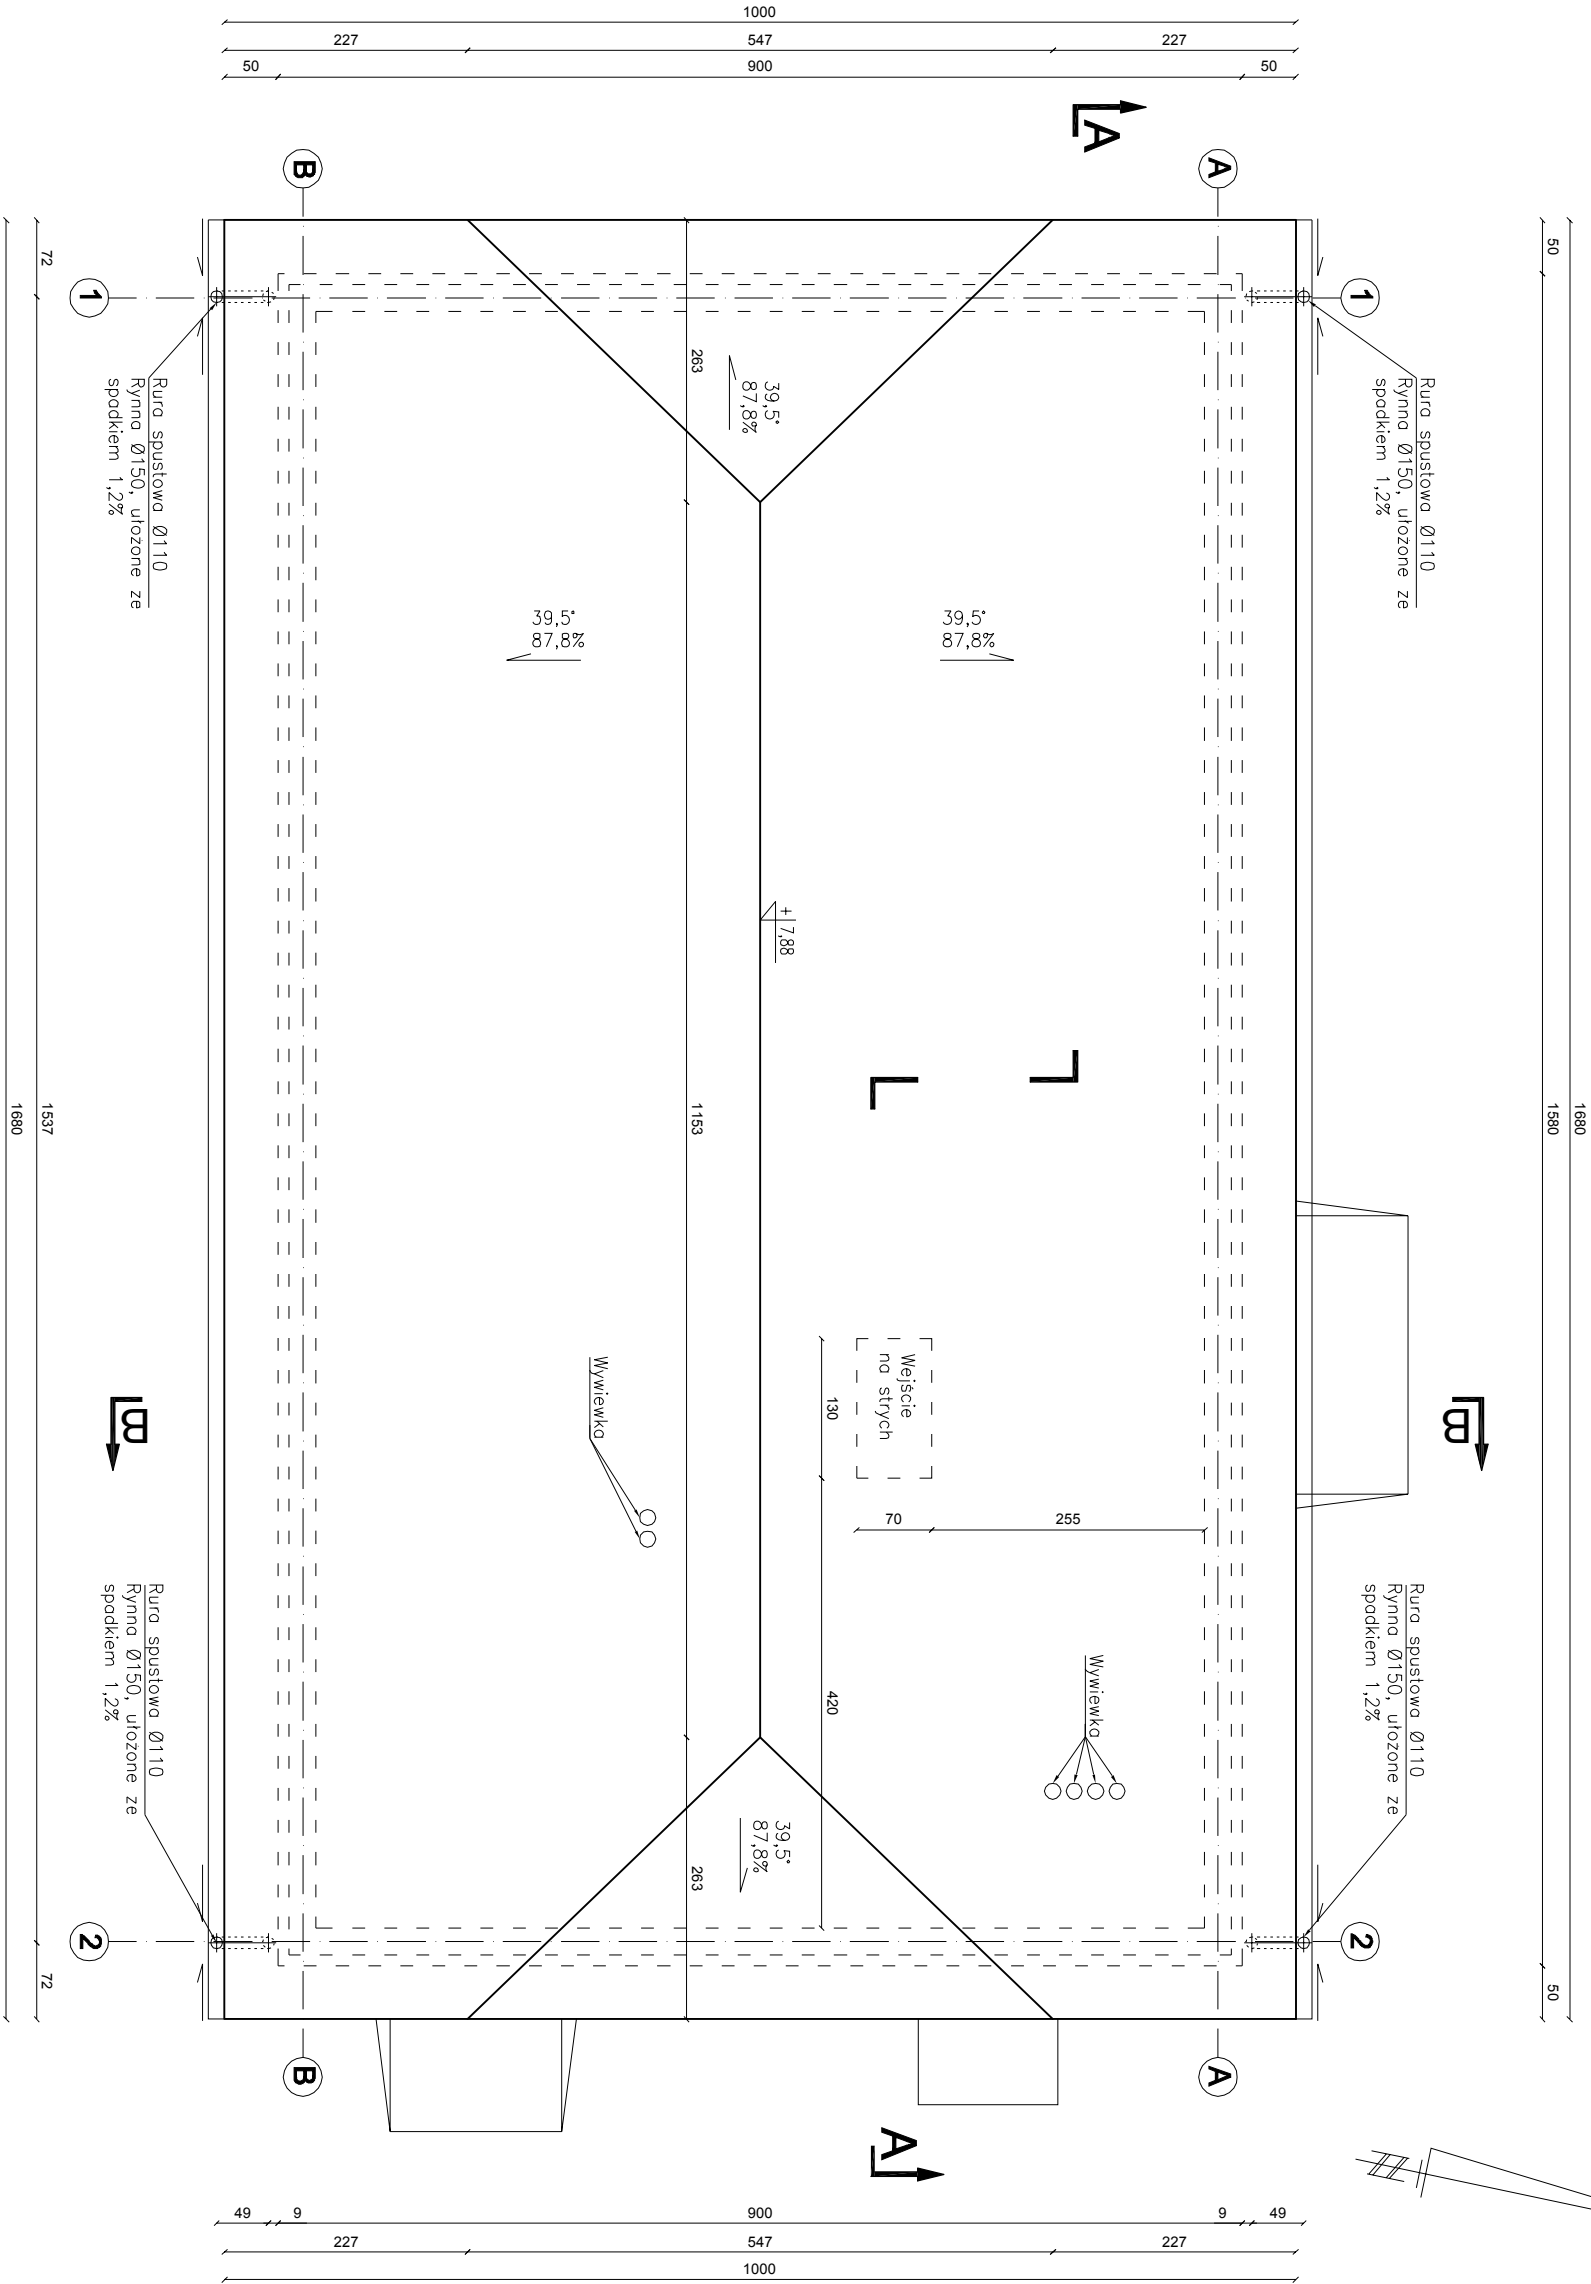 1000
227
547
227
50
900
50
A
B
A
1680
1580
50
50
1680
1537
72
72
1
1
Rura spustowa Ø110
Rynna Ø150, ułożone ze
spadkiem 1,2%
Rura spustowa Ø110
Rynna Ø150, ułożone ze
spadkiem 1,2%
263
39,5°
87,8%
39,5°
87,8%
39,5°
87,8%
+ 7,88
1153
Wejście
na strych
130
70
255
420
Wywiewka
Wywiewka
B
B
Rura spustowa Ø110
Rynna Ø150, ułożone ze
spadkiem 1,2%
Rura spustowa Ø110
Rynna Ø150, ułożone ze
spadkiem 1,2%
39,5°
87,8%
263
2
2
B
A
A
49
9
900
9
49
227
547
227
1000